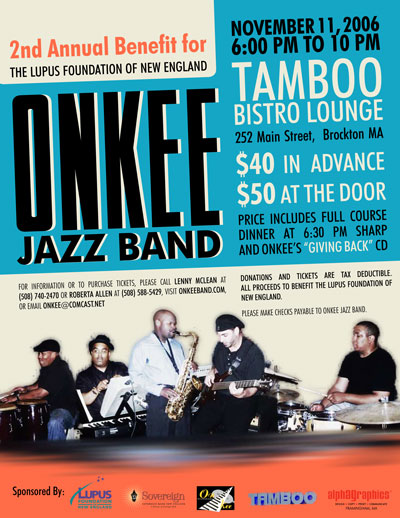 2nd Annual Benefit for
THE LUPUS FOUNDATION OF NEW ENGLAND
ONKEE
JAZZ BAND
NOVEMBER 11, 2006
6:00 PM TO 10 PM
TAMBOO
BISTRO LOUNGE
252 Main Street, Brockton MA
$40 IN ADVANCE
$50 AT THE DOOR
PRICE INCLUDES FULL COURSE
DINNER AT 6:30 PM SHARP
AND ONKEE'S "GIVING BACK" CD
FOR INFORMATION OR TO PURCHASE TICKETS, PLEASE CALL LENNY MCLEAN AT
(508) 740-2470 OR ROBERTA ALLEN AT (508) 588-5429, VISIT ONKEEBAND.COM,
OR EMAIL ONKEE@COMCAST.NET
DONATIONS AND TICKETS ARE TAX DEDUCTIBLE.
ALL PROCEEDS TO BENEFIT THE LUPUS FOUNDATION OF
NEW ENGLAND.
PLEASE MAKE CHECKS PAYABLE TO ONKEE JAZZ BAND.
Sponsored By:
LUPUS
FOUNDATION
Sovereign
TAMBOO
alphagraphics